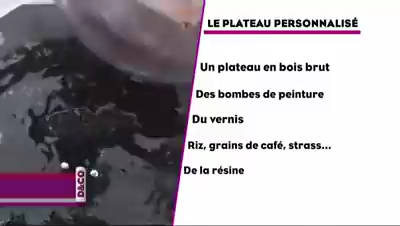 LE PLATEAU PERSONNALISÉ
Un plateau en bois brut
Des bombes de peinture
Du vernis
Riz, grains de café, strass...
De la résine
D&CO